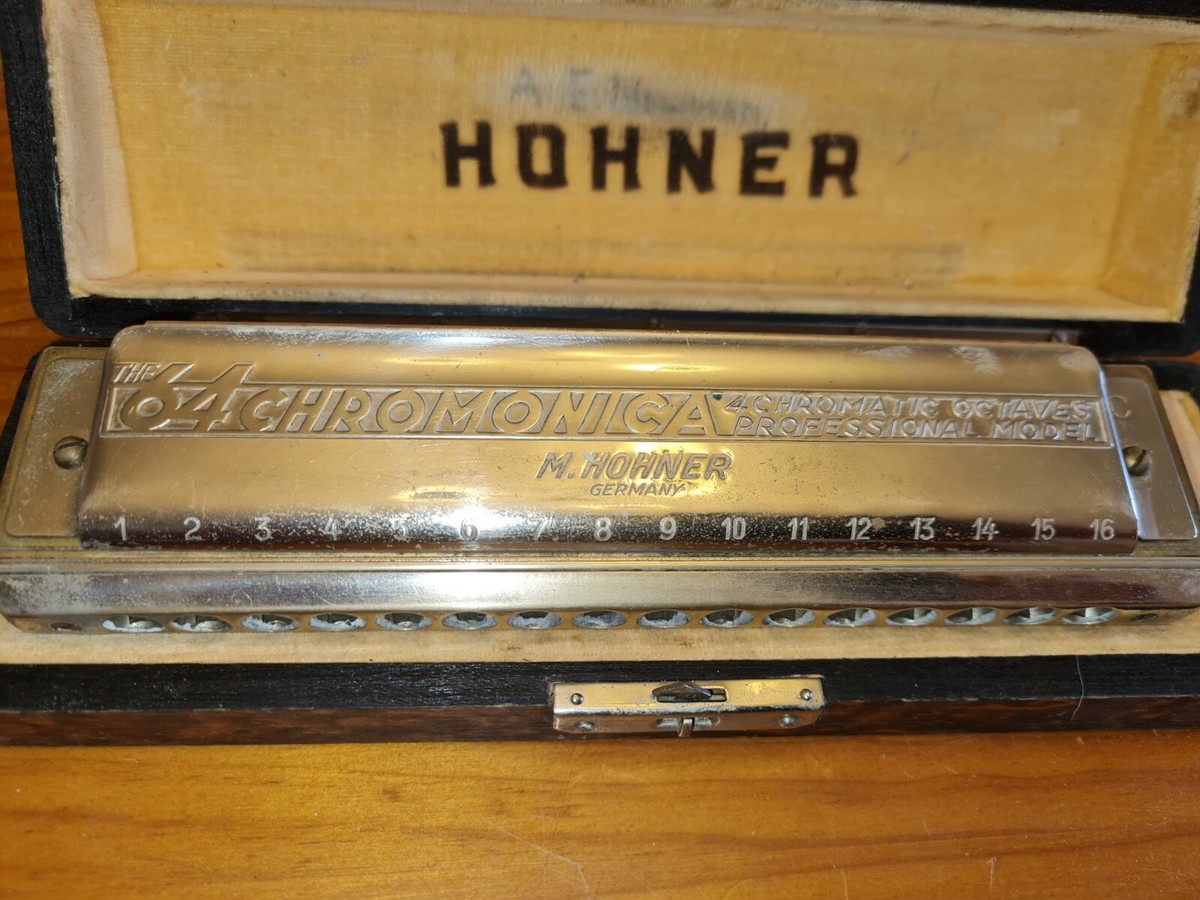 A. E.
HOHNER
THE
64 CHROMONICA 4 CHROMATIC OCTAVES
PROFESSIONAL MODEL
C
M. HOHNER
GERMANY
1 2 3 4 5 6 7 8 9 10 11 12 13 14 15 16